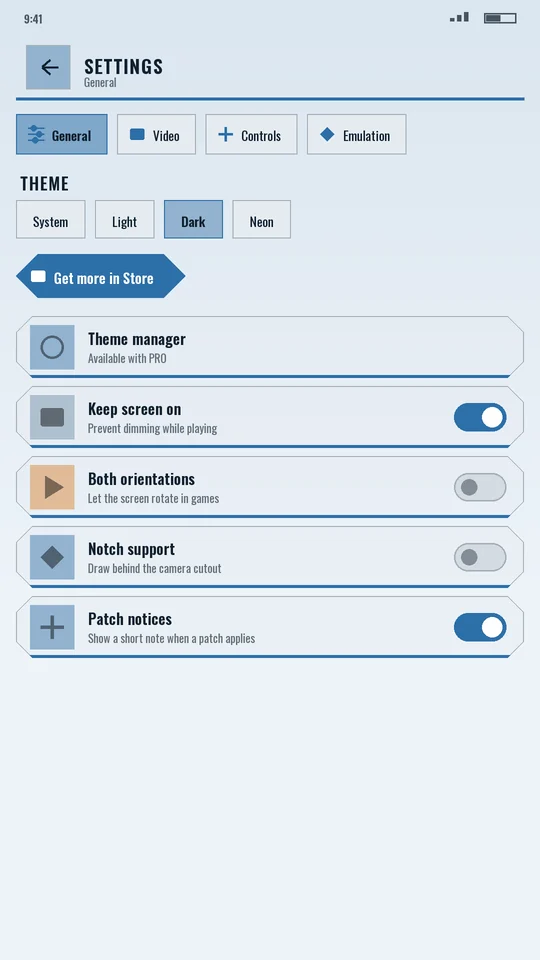 9:41
SETTINGS
General
General Video Controls Emulation
THEME
System Light Dark Neon
Get more in Store
Theme manager
Available with PRO
Keep screen on
Prevent dimming while playing
Both orientations
Let the screen rotate in games
Notch support
Draw behind the camera cutout
Patch notices
Show a short note when a patch applies